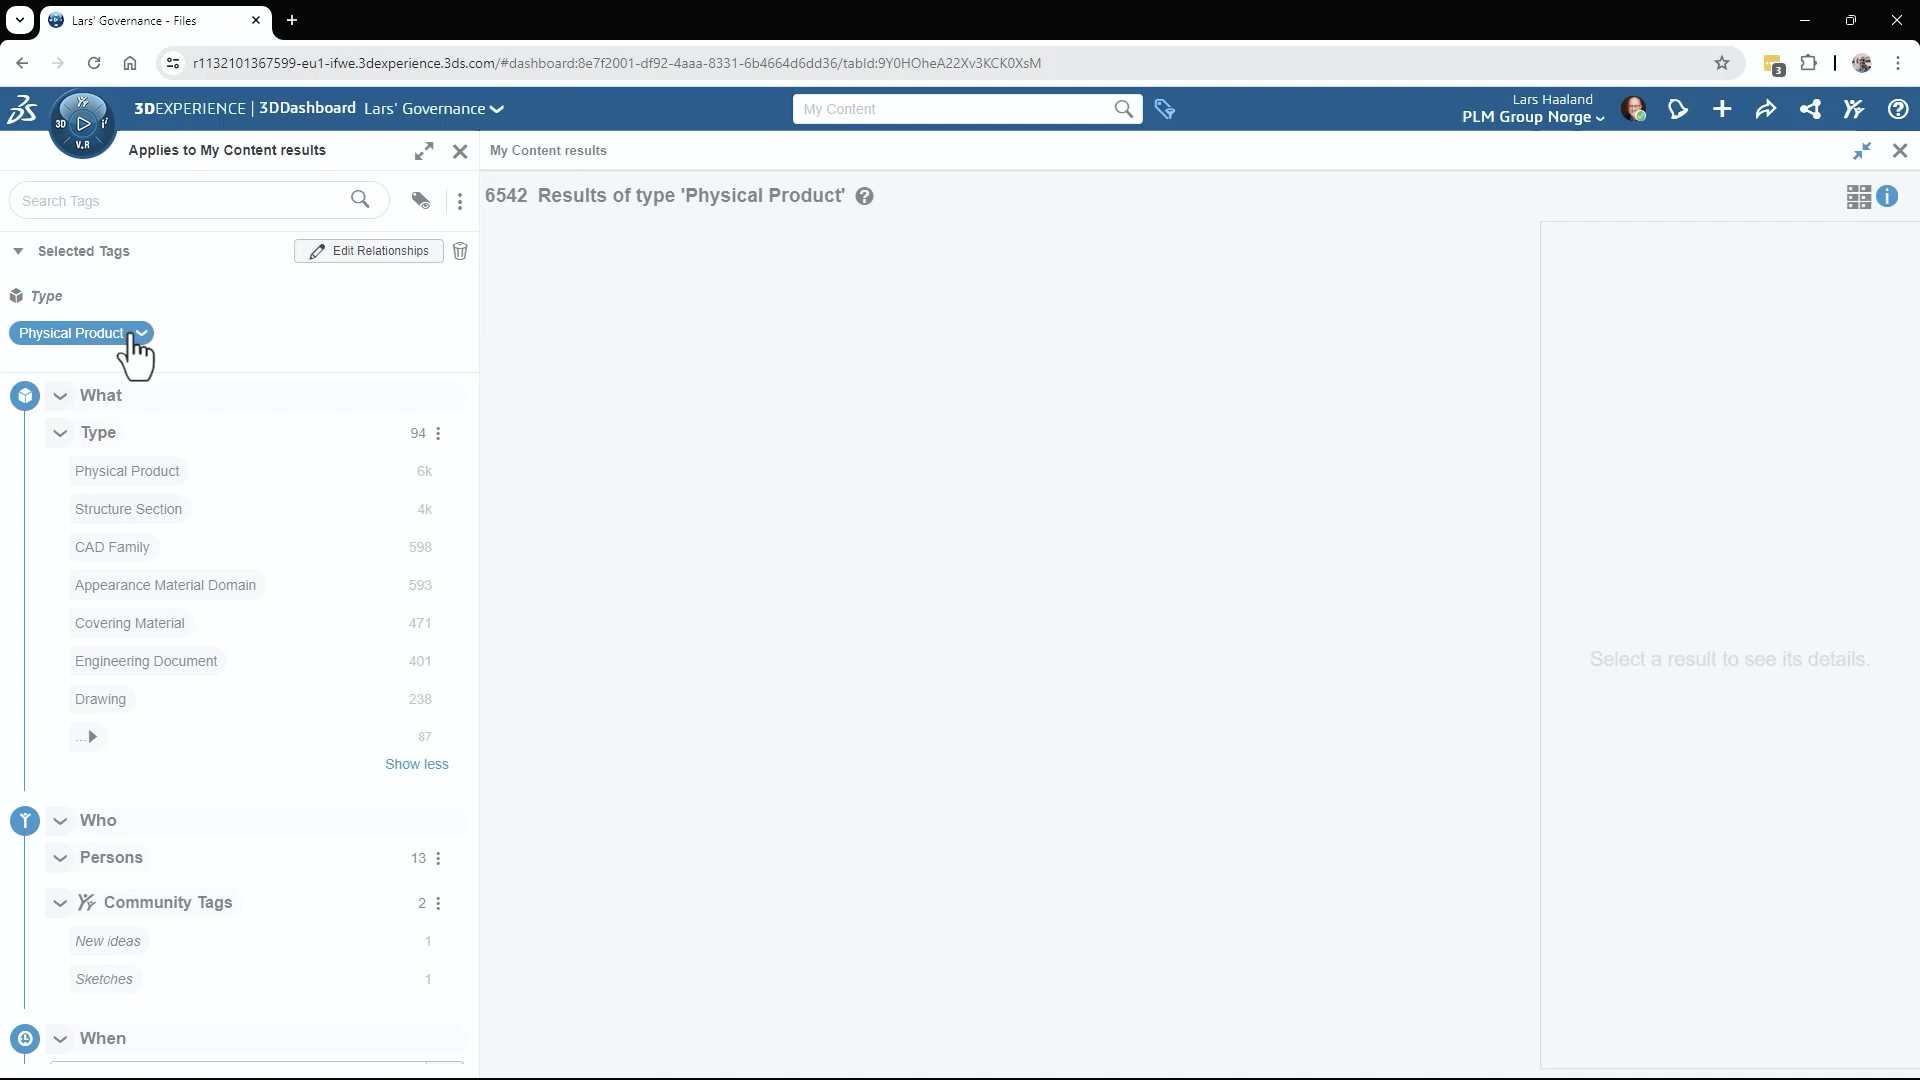 Lars' Governance - Files
r1132101367599-eu1-ifwe.3dexperience.3ds.com/#dashboard:8e7f2001-df92-4aaa-8331-6b4664d6dd36/tabId:9Y0HOheA22Xv3KCK0XsM
3
3DEXPERIENCE | 3DDashboard Lars' Governance
My Content
Lars Haaland
PLM Group Norge
3D
V.R
Applies to My Content results
My Content results
Search Tags
6542 Results of type 'Physical Product'
Selected Tags
Edit Relationships
Type
Physical Product
What
Type 94
Physical Product 6k
Structure Section 4k
CAD Family 598
Appearance Material Domain 593
Covering Material 471
Engineering Document 401
Drawing 238
... 87
Show less
Select a result to see its details.
Who
Persons 13
Community Tags 2
New ideas 1
Sketches 1
When